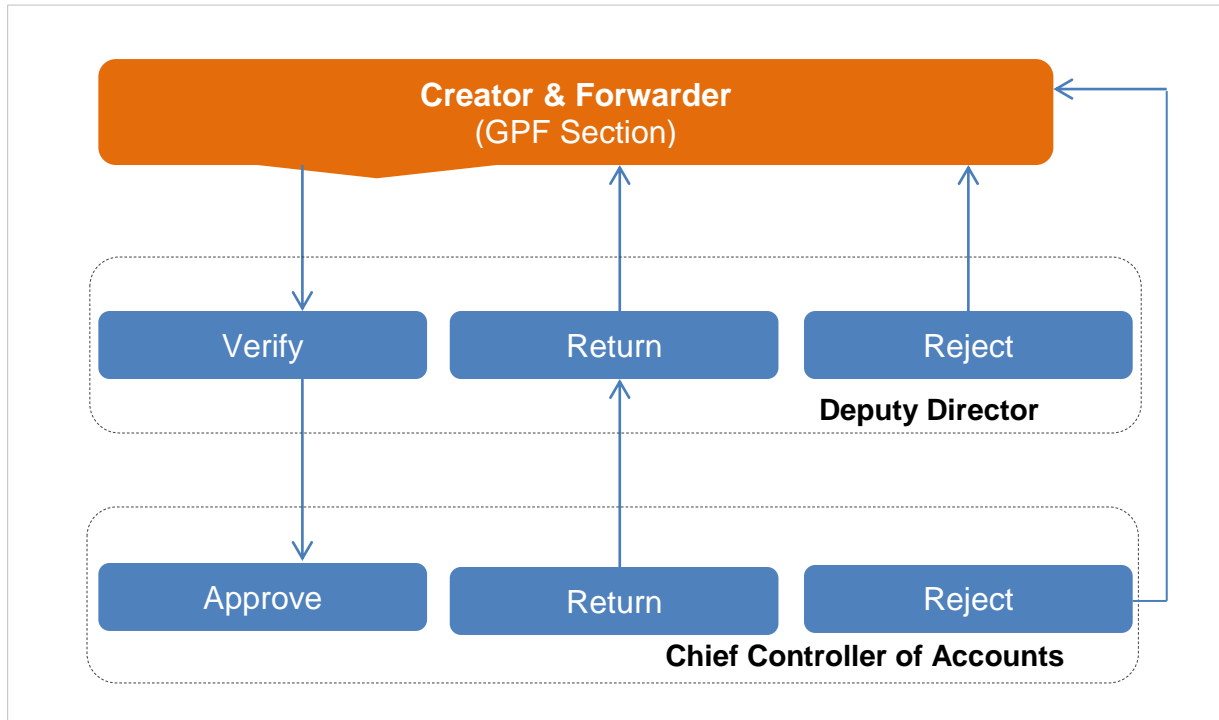 Creator & Forwarder
(GPF Section)
Verify
Return
Reject
Deputy Director
Approve
Return
Reject
Chief Controller of Accounts